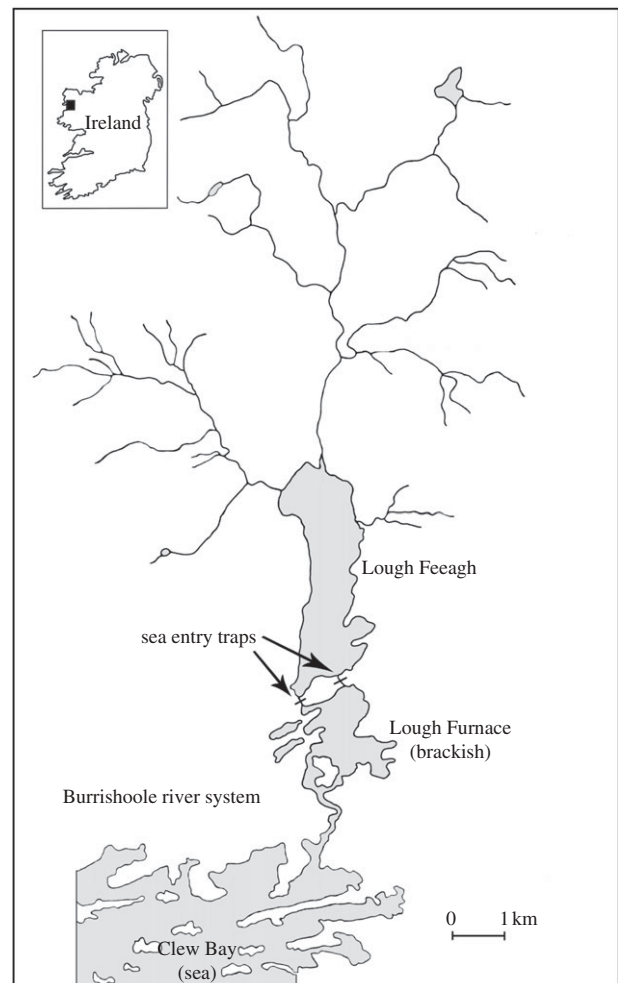 Ireland
Lough Feeagh
sea entry traps
Lough Furnace
(brackish)
Burrishoole river system
0 1 km
Clew Bay
(sea)